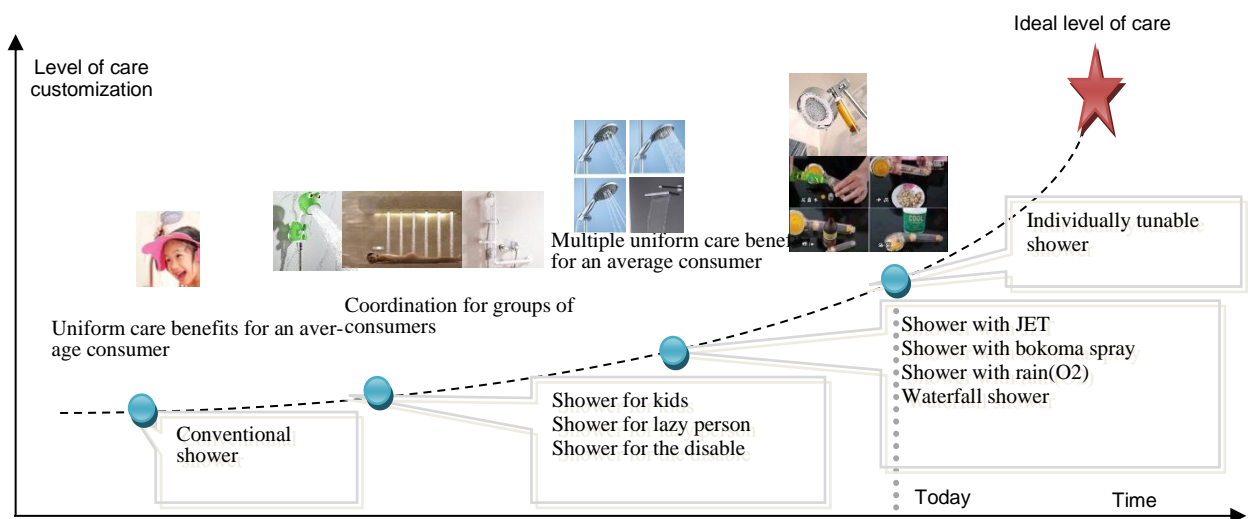 Ideal level of care
Level of care
customization
Multiple uniform care benefi
for an average consumer
Individually tunable
shower
Coordination for groups of
consumers
Uniform care benefits for an aver-
age consumer
Shower with JET
Shower with bokoma spray
Shower with rain(O2)
Waterfall shower
Shower for kids
Shower for lazy person
Shower for the disable
Conventional
shower
Today
Time
COOL